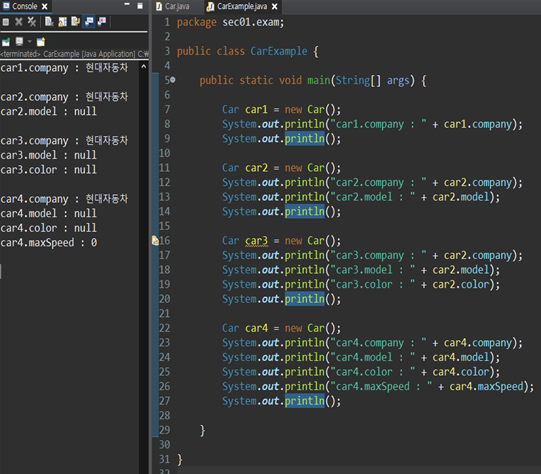 Console
<terminated> CarExample [Java Application] C:\
car1.company : 현대자동차
car2.company : 현대자동차
car2.model : null
car3.company : 현대자동차
car3.model : null
car3.color : null
car4.company : 현대자동차
car4.model : null
car4.color : null
car4.maxSpeed : 0
Car.java
CarExample.java
1 package sec01.exam;
2
3 public class CarExample {
4
5 public static void main(String[] args) {
6
7 Car car1 = new Car();
8 System.out.println("car1.company : " + car1.company);
9 System.out.println();
10
11 Car car2 = new Car();
12 System.out.println("car2.company : " + car2.company);
13 System.out.println("car2.model : " + car2.model);
14 System.out.println();
15
16 Car car3 = new Car();
17 System.out.println("car3.company : " + car2.company);
18 System.out.println("car3.model : " + car2.model);
19 System.out.println("car3.color : " + car2.color);
20 System.out.println();
21
22 Car car4 = new Car();
23 System.out.println("car4.company : " + car4.company);
24 System.out.println("car4.model : " + car4.model);
25 System.out.println("car4.color : " + car4.color);
26 System.out.println("car4.maxSpeed : " + car4.maxSpeed);
27 System.out.println();
28
29 }
30
31 }
32